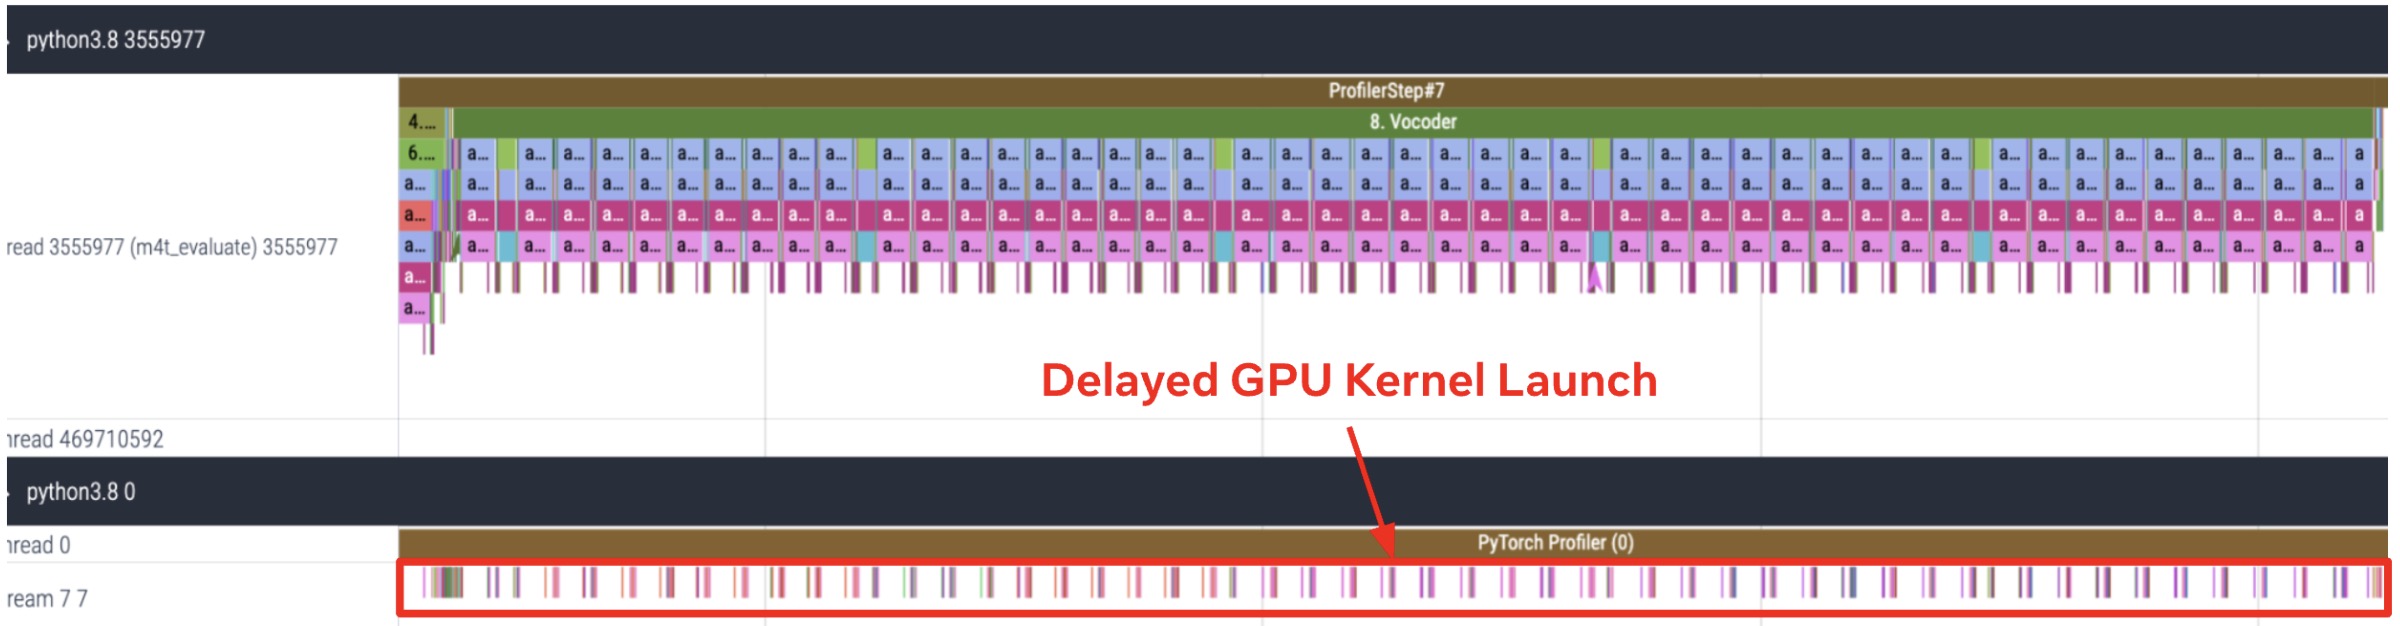 python3.8 3555977
ProfilerStep#7
4.... 8. Vocoder
6.... a... a... a... a... a... a... a... a... a... a... a... a... a... a... a... a... a... a... a... a... a... a... a... a... a... a... a... a... a... a... a... a... a... a... a... a... a... a... a... a... a... a... a... a... a... a... a
a... a... a... a... a... a... a... a... a... a... a... a... a... a... a... a... a... a... a... a... a... a... a... a... a... a... a... a... a... a... a... a... a... a... a... a... a... a... a... a... a... a... a... a... a... a... a... a
a... a... a... a... a... a... a... a... a... a... a... a... a... a... a... a... a... a... a... a... a... a... a... a... a... a... a... a... a... a... a... a... a... a... a... a... a... a... a... a... a... a... a... a... a... a... a... a
read 3555977 (m4t_evaluate) 3555977 a... a... a... a... a... a... a... a... a... a... a... a... a... a... a... a... a... a... a... a... a... a... a... a... a... a... a... a... a... a... a... a... a... a... a... a... a... a... a... a... a... a... a... a... a... a... a... a
a...
a...
Delayed GPU Kernel Launch
read 469710592
python3.8 0
read 0 PyTorch Profiler (0)
ream 7 7